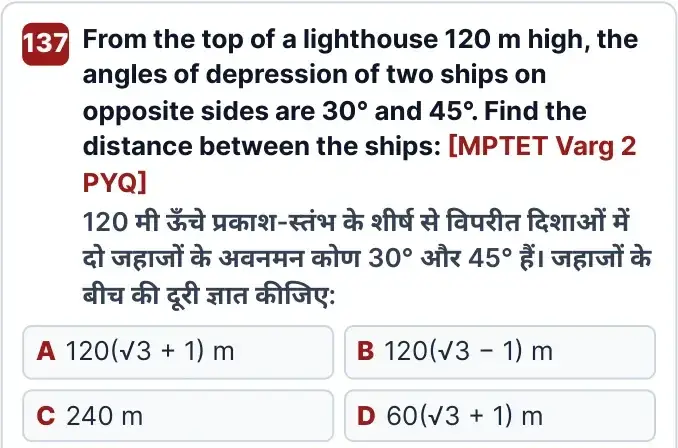 137 From the top of a lighthouse 120 m high, the
angles of depression of two ships on
opposite sides are 30° and 45°. Find the
distance between the ships: [MPTET Varg 2
PYQ]
120 मी ऊँचे प्रकाश-स्तंभ के शीर्ष से विपरीत दिशाओं में
दो जहाजों के अवनमन कोण 30° और 45° हैं। जहाजों के
बीच की दूरी ज्ञात कीजिए:
A 120(√3 + 1) m
B 120(√3 − 1) m
C 240 m
D 60(√3 + 1) m